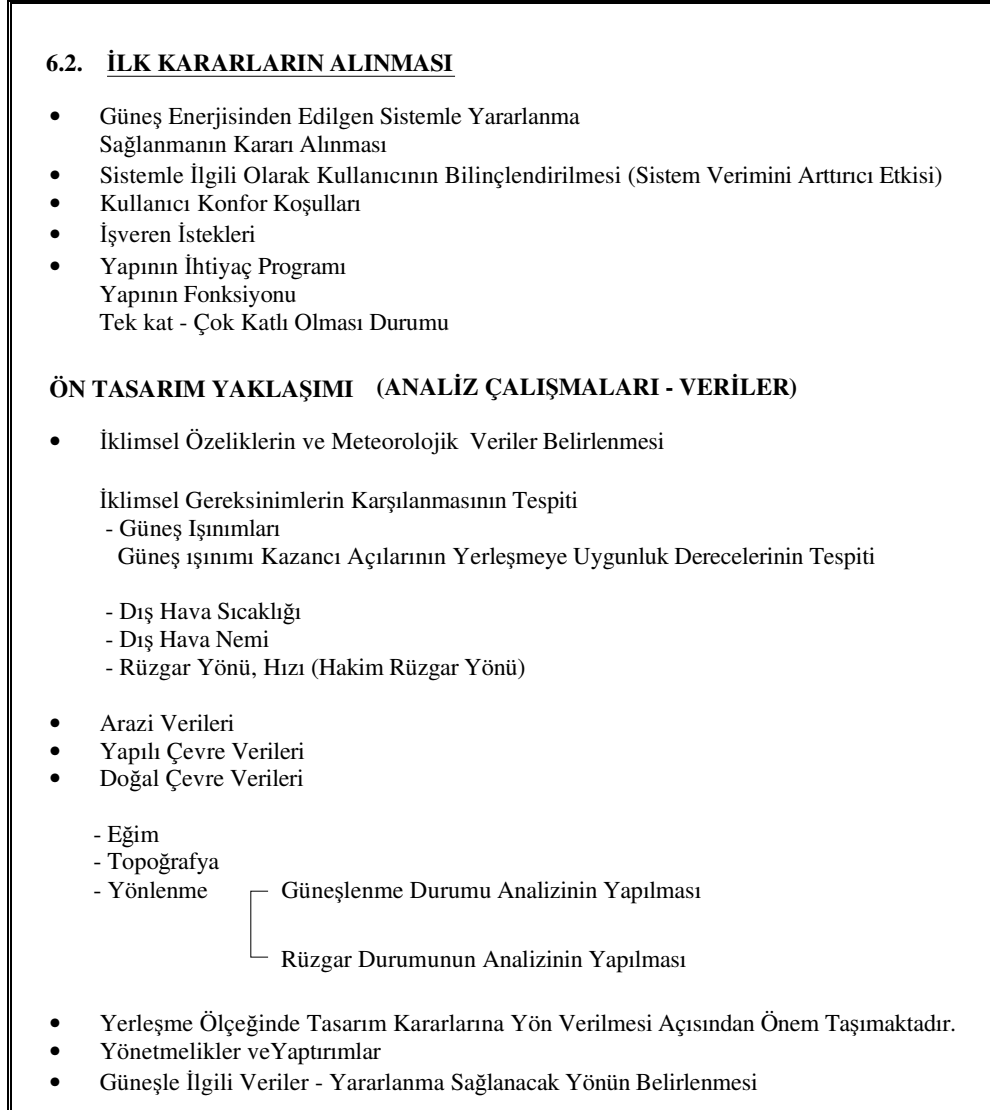 6.2. İLK KARARLARIN ALINMASI
• Güneş Enerjisinden Edilgen Sistemle Yararlanma
Sağlanmanın Kararı Alınması
• Sistemle İlgili Olarak Kullanıcının Bilinçlendirilmesi (Sistem Verimini Arttırıcı Etkisi)
• Kullanıcı Konfor Koşulları
• İşveren İstekleri
• Yapının İhtiyaç Programı
Yapının Fonksiyonu
Tek kat - Çok Katlı Olması Durumu
ÖN TASARIM YAKLAŞIMI (ANALİZ ÇALIŞMALARI - VERİLER)
• İklimsel Özeliklerin ve Meteorolojik Veriler Belirlenmesi
İklimsel Gereksinimlerin Karşılanmasının Tespiti
- Güneş Işınımları
Güneş ışınımı Kazancı Açılarının Yerleşmeye Uygunluk Derecelerinin Tespiti
- Dış Hava Sıcaklığı
- Dış Hava Nemi
- Rüzgar Yönü, Hızı (Hakim Rüzgar Yönü)
• Arazi Verileri
• Yapılı Çevre Verileri
• Doğal Çevre Verileri
- Eğim
- Topoğrafya
- Yönlenme Güneşlenme Durumu Analizinin Yapılması
Rüzgar Durumunun Analizinin Yapılması
• Yerleşme Ölçeğinde Tasarım Kararlarına Yön Verilmesi Açısından Önem Taşımaktadır.
• Yönetmelikler veYaptırımlar
• Güneşle İlgili Veriler - Yararlanma Sağlanacak Yönün Belirlenmesi